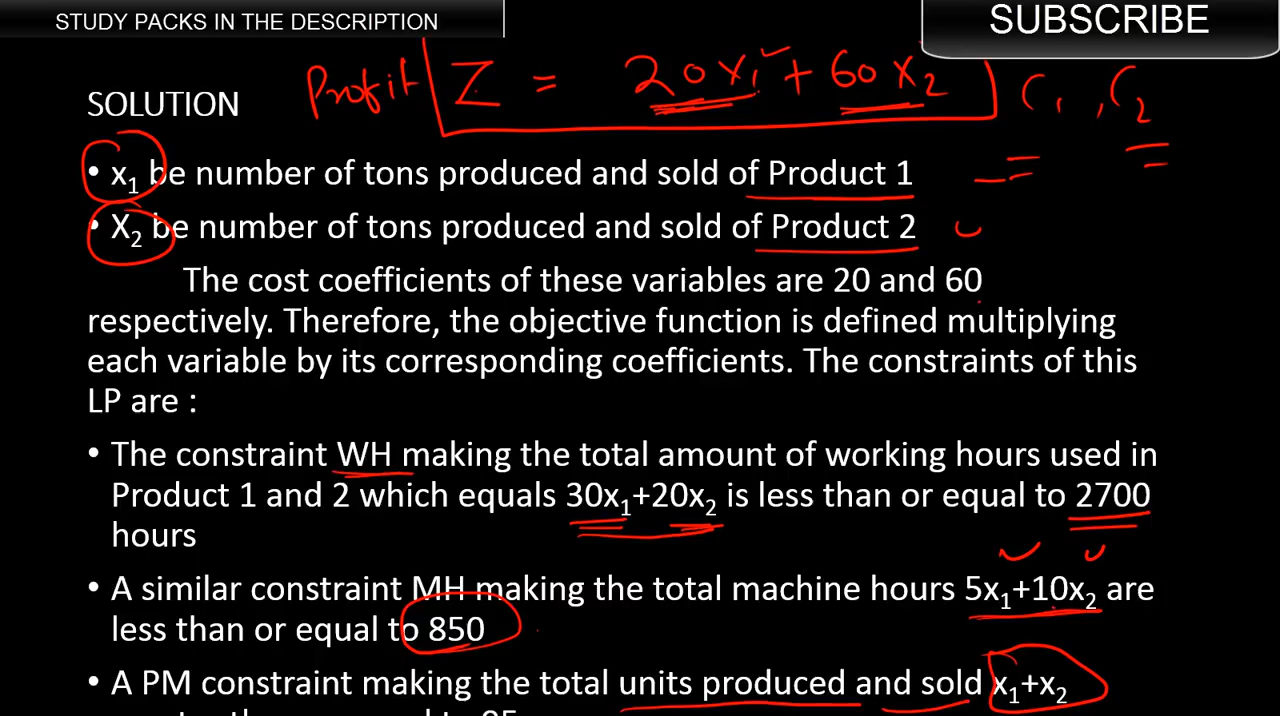 STUDY PACKS IN THE DESCRIPTION
SUBSCRIBE
Profit Z = 20x₁ + 60x₂ C₁, C₂
SOLUTION
• x₁ be number of tons produced and sold of Product 1
• X₂ be number of tons produced and sold of Product 2
The cost coefficients of these variables are 20 and 60
respectively. Therefore, the objective function is defined multiplying
each variable by its corresponding coefficients. The constraints of this
LP are :
• The constraint WH making the total amount of working hours used in
Product 1 and 2 which equals 30x₁+20x₂ is less than or equal to 2700
hours
• A similar constraint MH making the total machine hours 5x₁+10x₂ are
less than or equal to 850
• A PM constraint making the total units produced and sold x₁+x₂